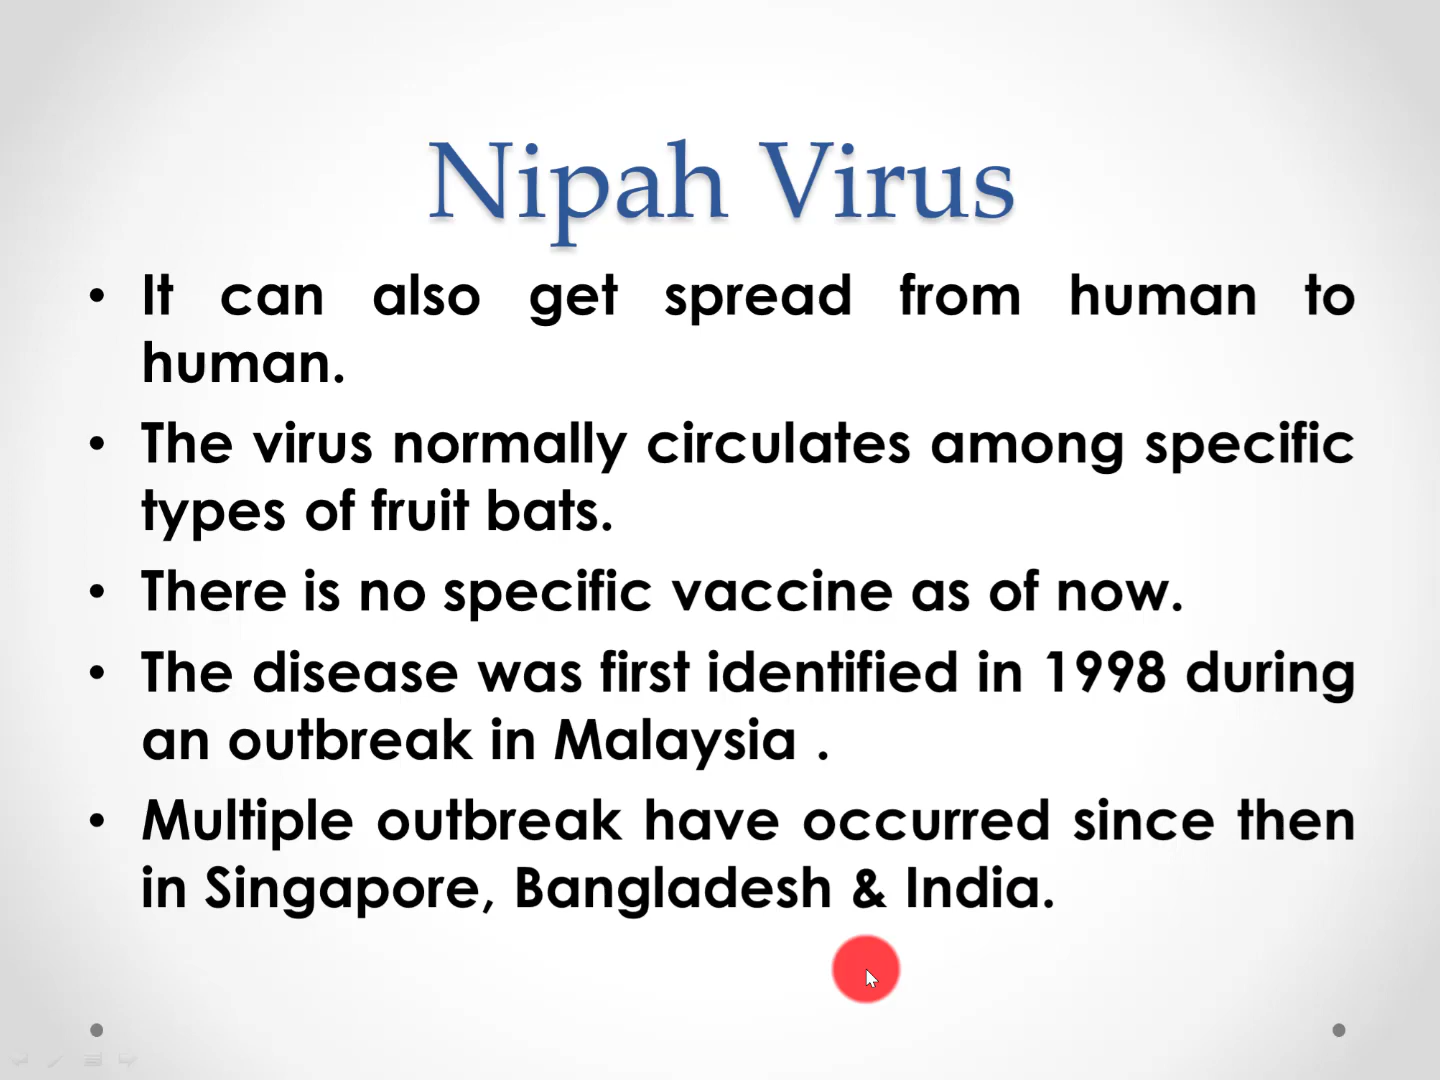 Nipah Virus
• It can also get spread from human to
human.
• The virus normally circulates among specific
types of fruit bats.
• There is no specific vaccine as of now.
• The disease was first identified in 1998 during
an outbreak in Malaysia .
• Multiple outbreak have occurred since then
in Singapore, Bangladesh & India.